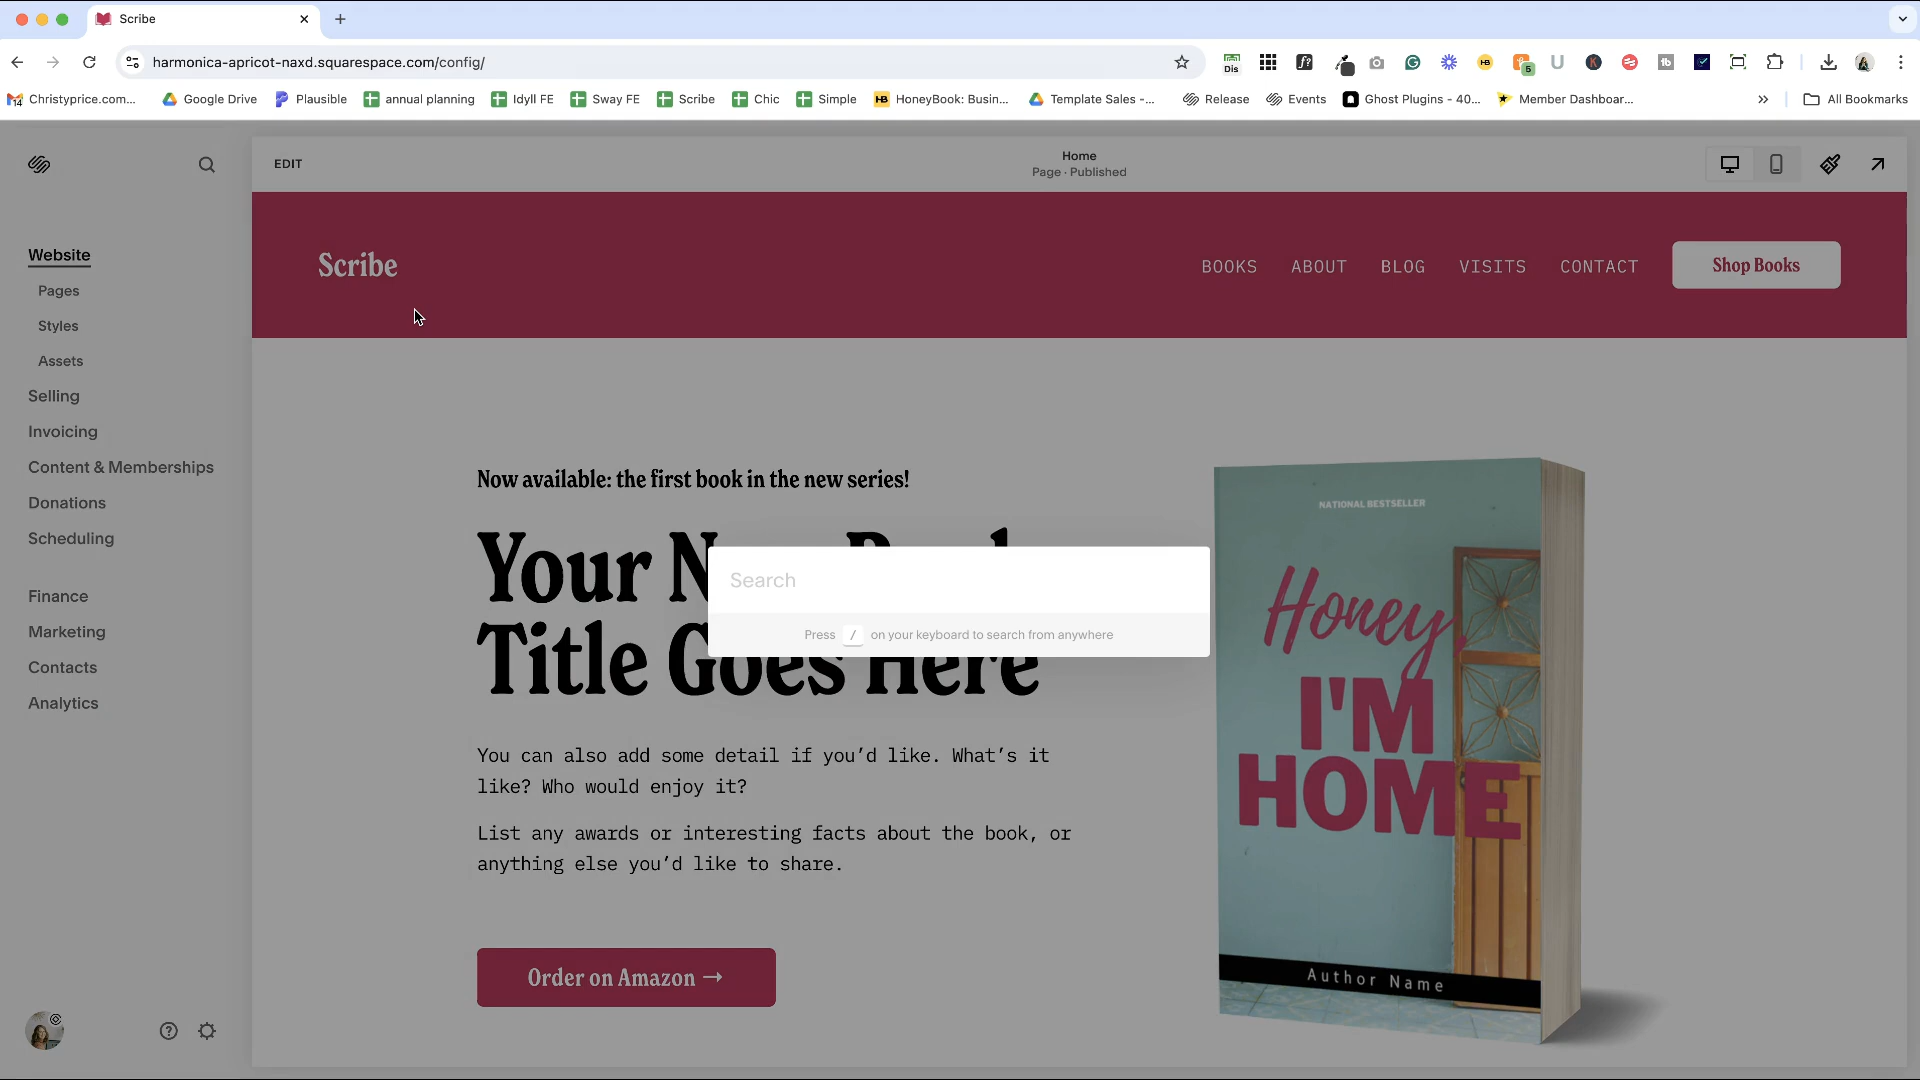 Scribe
harmonica-apricot-naxd.squarespace.com/config/
Dis
5
14 Christyprice.com...
Google Drive
Plausible
annual planning
Idyll FE
Sway FE
Scribe
Chic
Simple
HB HoneyBook: Busin...
Template Sales -...
Release
Events
Ghost Plugins - 40...
Member Dashboar...
All Bookmarks
EDIT
Home
Page · Published
Website
Pages
Styles
Assets
Selling
Invoicing
Content & Memberships
Donations
Scheduling
Finance
Marketing
Contacts
Analytics
Scribe
BOOKS
ABOUT
BLOG
VISITS
CONTACT
Shop Books
Now available: the first book in the new series!
Your
Title Goes Here
Search
Press / on your keyboard to search from anywhere
You can also add some detail if you’d like. What’s it
like? Who would enjoy it?
List any awards or interesting facts about the book, or
anything else you’d like to share.
Order on Amazon →
NATIONAL BESTSELLER
Honey,
I'M
HOME
Author Name